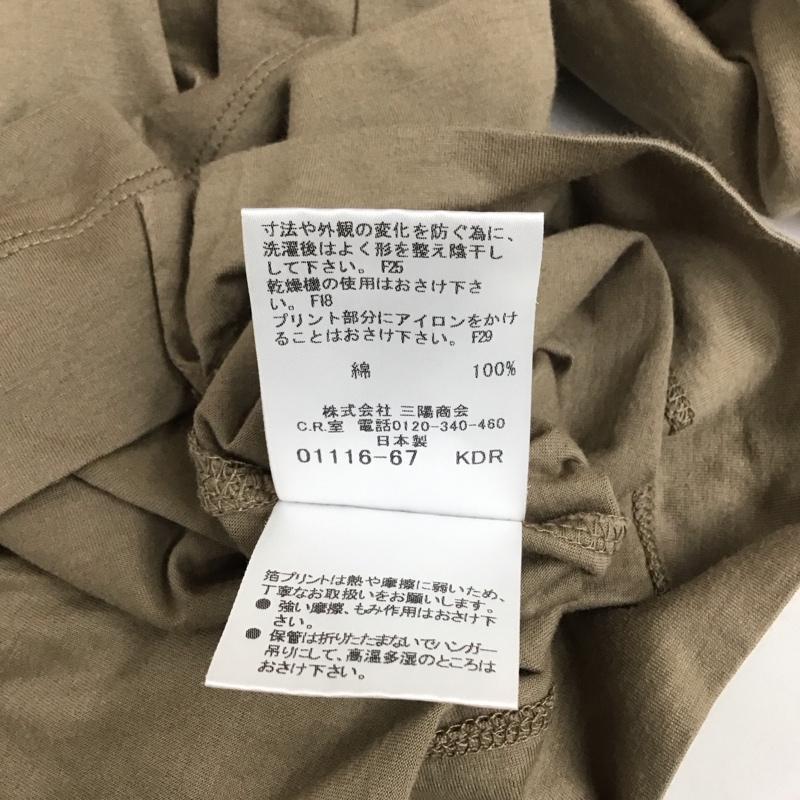 寸法や外観の変化を防ぐ為に、
洗濯後はよく形を整え陰干し
して下さい。 F25
乾燥機の使用はおさけ下さ
い。 F18
プリント部分にアイロンをかけ
ることはおさけ下さい。 F29
綿 100%
株式会社 三陽商会
C.R.室 電話0120-340-460
日本製
01116-67 KDR
箔プリントは熱や摩擦に弱いため、
丁寧なお取扱いをお願いします。
● 強い摩擦、もみ作用はおさけ下
さい。
● 保管は折りたたまないでハンガー
吊りにして、高温多湿のところは
おさけ下さい。